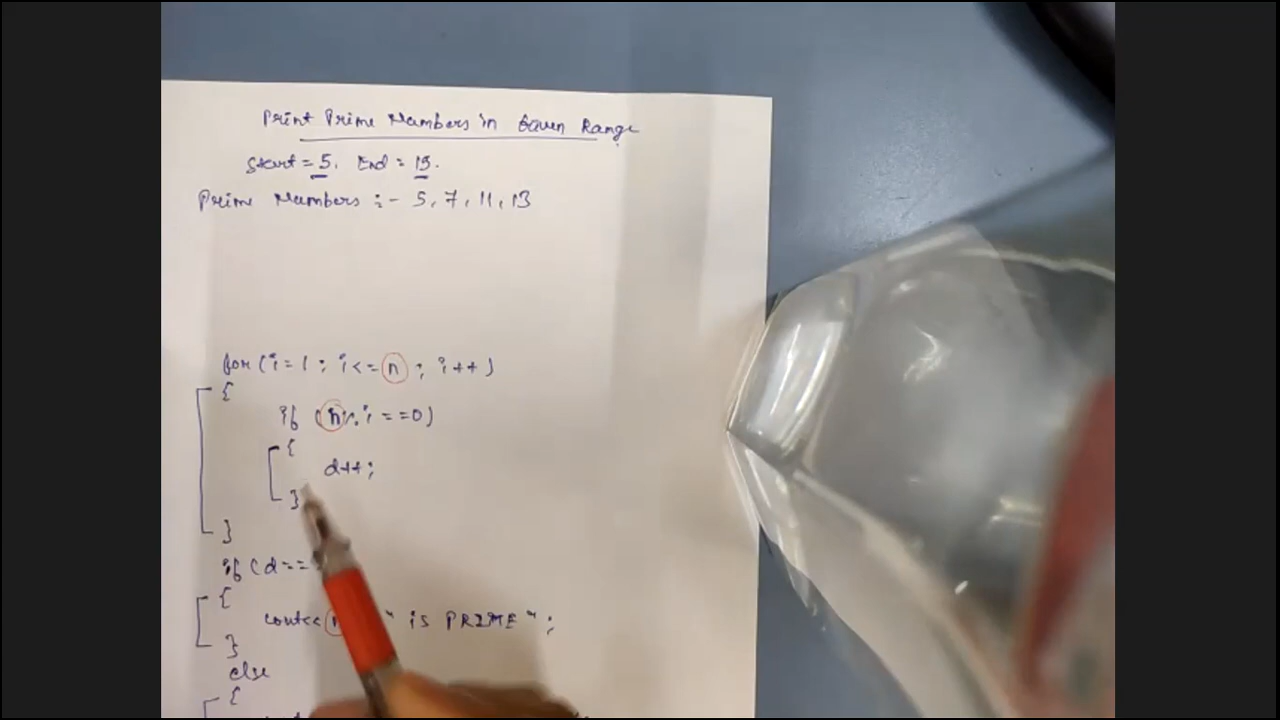 Print Prime Numbers in Given Range
Start = 5, End = 13.
Prime Numbers :- 5, 7, 11, 13
for (i=1 ; i<=n ; i++)
{
if (n%i ==0)
{
d++;
}
}
if (d==
{
cout<< n " is PRIME " ;
}
else
{